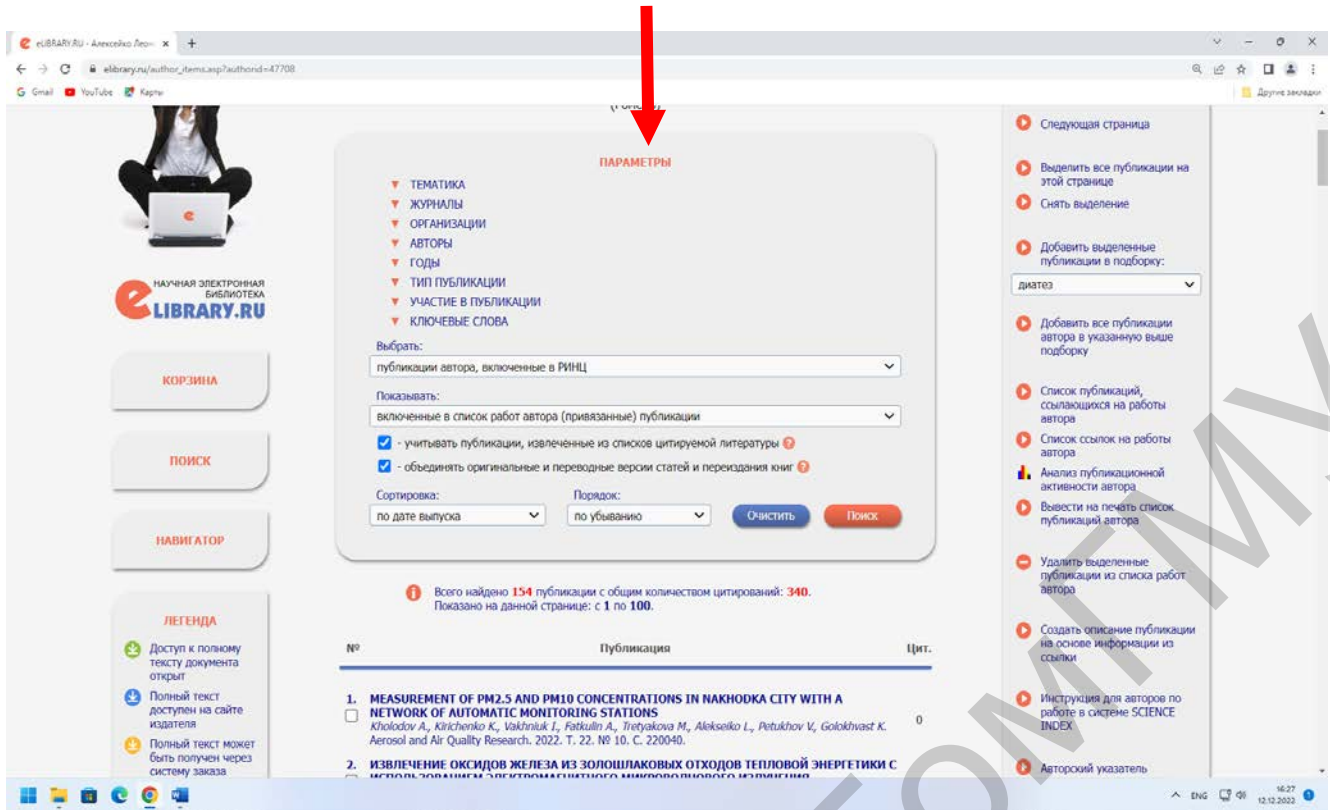 eLIBRARY.RU - Алексейко Леон
elibrary.ru/author_items.asp?authorid=47708
Gmail YouTube Карты
Другие закладки
НАУЧНАЯ ЭЛЕКТРОННАЯ
БИБЛИОТЕКА
eLIBRARY.RU
КОРЗИНА
ПОИСК
НАВИГАТОР
ЛЕГЕНДА
Доступ к полному
тексту документа
открыт
Полный текст
доступен на сайте
издателя
Полный текст может
быть получен через
систему заказа
ПАРАМЕТРЫ
ТЕМАТИКА
ЖУРНАЛЫ
ОРГАНИЗАЦИИ
АВТОРЫ
ГОДЫ
ТИП ПУБЛИКАЦИИ
УЧАСТИЕ В ПУБЛИКАЦИИ
КЛЮЧЕВЫЕ СЛОВА
Выбрать:
публикации автора, включенные в РИНЦ
Показывать:
включенные в список работ автора (привязанные) публикации
- учитывать публикации, извлеченные из списков цитируемой литературы ?
- объединять оригинальные и переводные версии статей и переиздания книг ?
Сортировка: Порядок:
по дате выпуска по убыванию Очистить Поиск
Всего найдено 154 публикации с общим количеством цитирований: 340.
Показано на данной странице: с 1 по 100.
№ Публикация Цит.
1. MEASUREMENT OF PM2.5 AND PM10 CONCENTRATIONS IN NAKHODKA CITY WITH A
NETWORK OF AUTOMATIC MONITORING STATIONS
Kholodov A., Kirichenko K., Vakhniuk I., Fatkulin A., Tretyakova M., Alekseiko L., Petukhov V., Golokhvast K.
Aerosol and Air Quality Research. 2022. Т. 22. № 10. С. 220040.
0
2. ИЗВЛЕЧЕНИЕ ОКСИДОВ ЖЕЛЕЗА ИЗ ЗОЛОШЛАКОВЫХ ОТХОДОВ ТЕПЛОВОЙ ЭНЕРГЕТИКИ С
ИСПОЛЬЗОВАНИЕМ ЭЛЕКТРОМАГНИТНОГО МИКРОВОЛНОВОГО ИЗЛУЧЕНИЯ
Следующая страница
Выделить все публикации на
этой странице
Снять выделение
Добавить выделенные
публикации в подборку:
диатез
Добавить все публикации
автора в указанную выше
подборку
Список публикаций,
ссылающихся на работы
автора
Список ссылок на работы
автора
Анализ публикационной
активности автора
Вывести на печать список
публикаций автора
Удалить выделенные
публикации из списка работ
автора
Создать описание публикации
на основе информации из
ссылки
Инструкция для авторов по
работе в системе SCIENCE
INDEX
Авторский указатель
ENG
16:27
12.12.2022